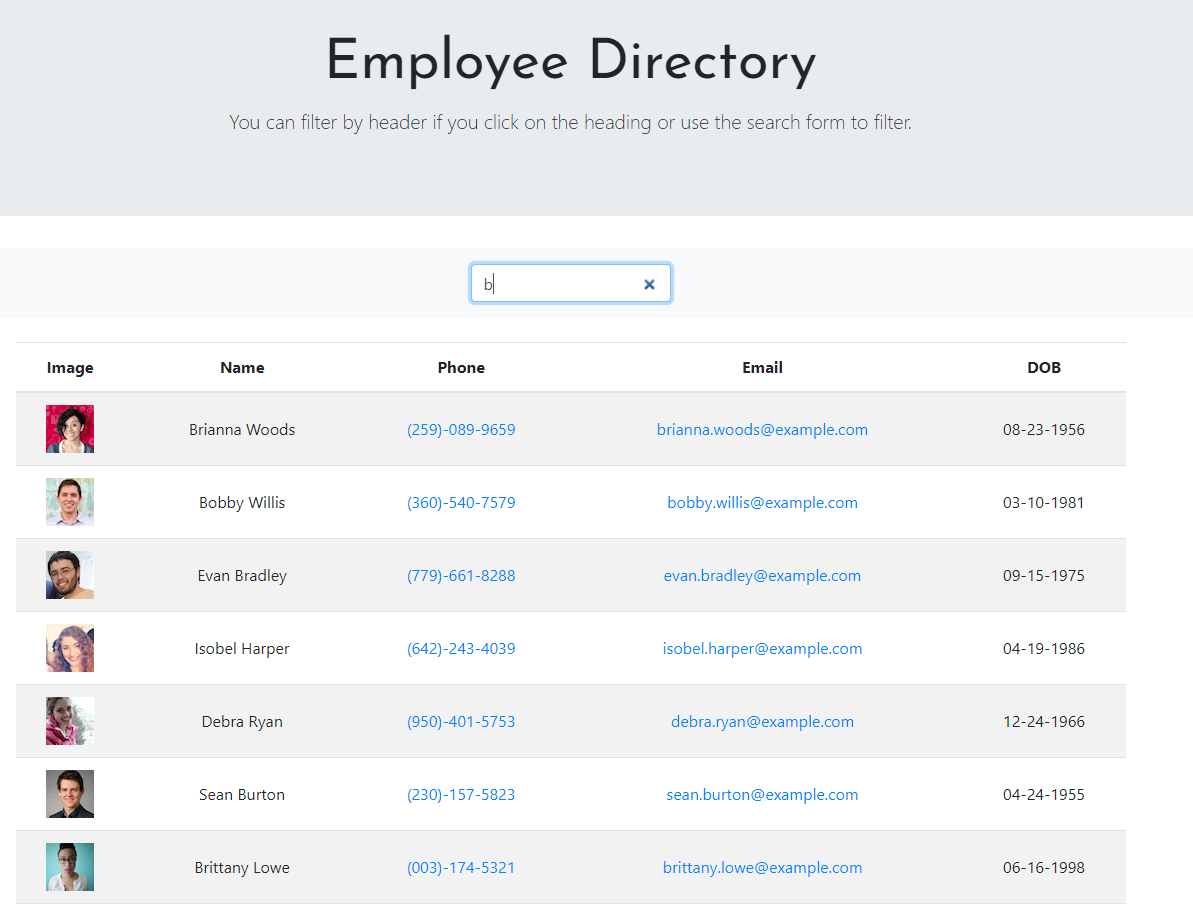 Employee Directory
You can filter by header if you click on the heading or use the search form to filter.
b
Image Name Phone Email DOB
Brianna Woods (259)-089-9659 brianna.woods@example.com 08-23-1956
Bobby Willis (360)-540-7579 bobby.willis@example.com 03-10-1981
Evan Bradley (779)-661-8288 evan.bradley@example.com 09-15-1975
Isobel Harper (642)-243-4039 isobel.harper@example.com 04-19-1986
Debra Ryan (950)-401-5753 debra.ryan@example.com 12-24-1966
Sean Burton (230)-157-5823 sean.burton@example.com 04-24-1955
Brittany Lowe (003)-174-5321 brittany.lowe@example.com 06-16-1998